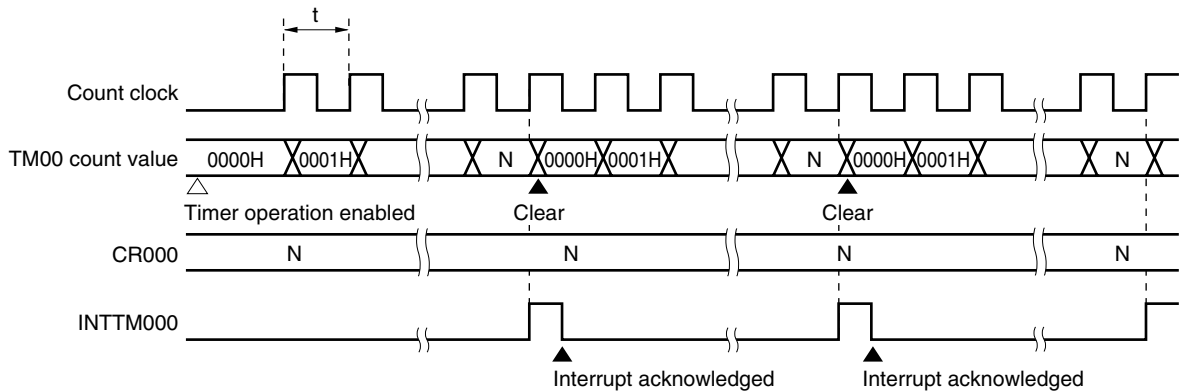 t
Count clock
TM00 count value 0000H 0001H N 0000H 0001H N 0000H 0001H N
Timer operation enabled Clear Clear
CR000 N N N N
INTTM000
Interrupt acknowledged Interrupt acknowledged